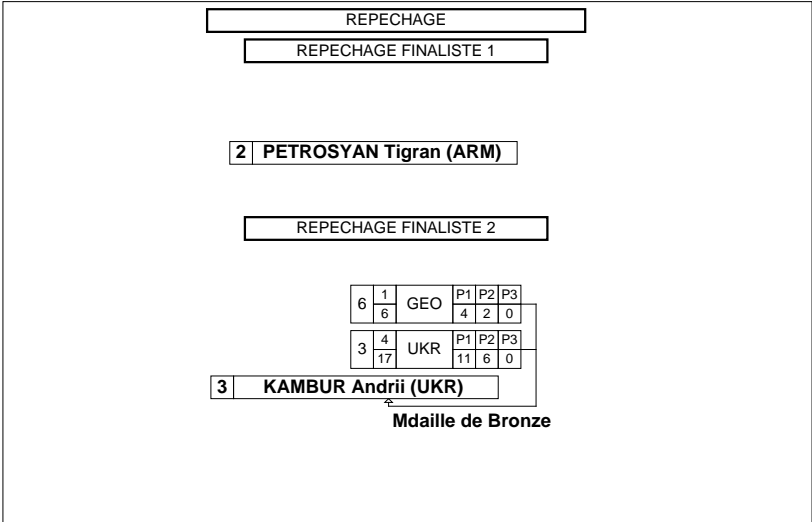 REPECHAGE
REPECHAGE FINALISTE 1
2 PETROSYAN Tigran (ARM)
REPECHAGE FINALISTE 2
6 1 GEO P1 P2 P3
6 4 2 0
3 4 UKR P1 P2 P3
17 11 6 0
3 KAMBUR Andrii (UKR)
Mdaille de Bronze